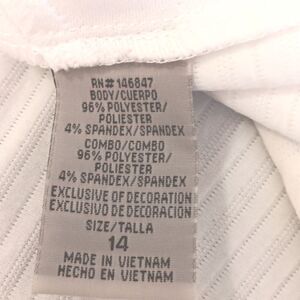 RN# 146847
BODY/CUERPO
96% POLYESTER/
POLIESTER
4% SPANDEX/SPANDEX
COMBO/COMBO
96% POLYESTER/
POLIESTER
4% SPANDEX/SPANDEX
EXCLUSIVE OF DECORATION
EXCLUSIVO DE DECORACIÓN
SIZE/TALLA
14
MADE IN VIETNAM
HECHO EN VIETNAM